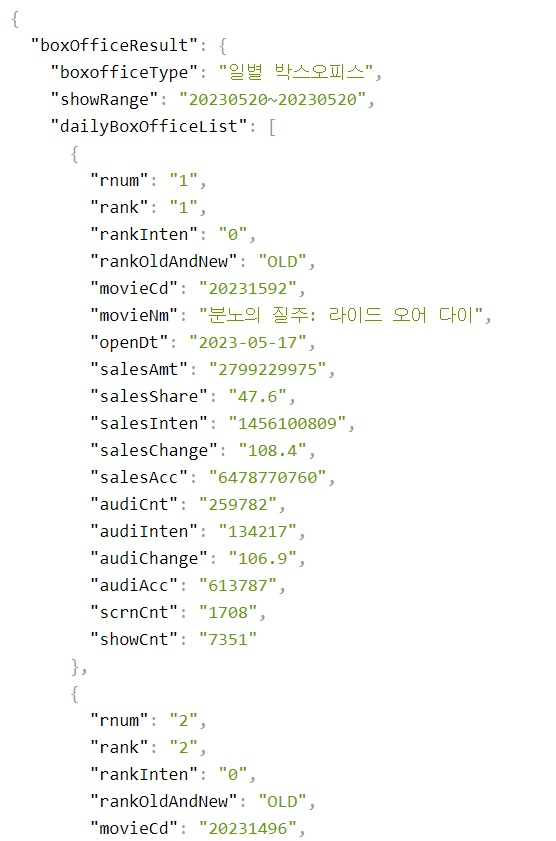 {
"boxOfficeResult": {
"boxofficeType": "일별 박스오피스",
"showRange": "20230520~20230520",
"dailyBoxOfficeList": [
{
"rnum": "1",
"rank": "1",
"rankInten": "0",
"rankOldAndNew": "OLD",
"movieCd": "20231592",
"movieNm": "분노의 질주: 라이드 오어 다이",
"openDt": "2023-05-17",
"salesAmt": "2799229975",
"salesShare": "47.6",
"salesInten": "1456100809",
"salesChange": "108.4",
"salesAcc": "6478770760",
"audiCnt": "259782",
"audiInten": "134217",
"audiChange": "106.9",
"audiAcc": "613787",
"scrnCnt": "1708",
"showCnt": "7351"
},
{
"rnum": "2",
"rank": "2",
"rankInten": "0",
"rankOldAndNew": "OLD",
"movieCd": "20231496",